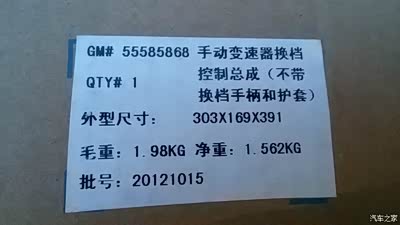 GM# 55585868 手动变速器换档
控制总成（不带
QTY# 1
换档手柄和护套）
外型尺寸： 303X169X391
毛重：1.98KG 净重：1.562KG
批号：20121015
汽车之家